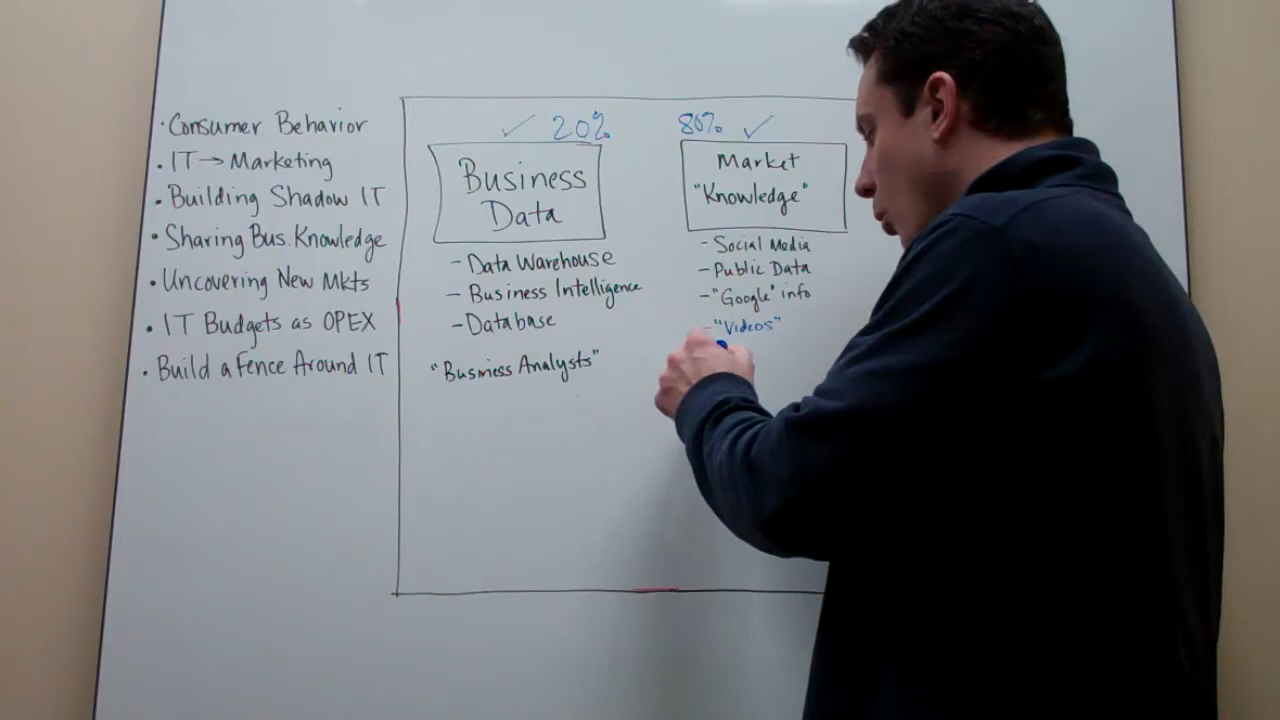 · Consumer Behavior
· IT → Marketing
· Building Shadow IT
· Sharing Bus. Knowledge
· Uncovering New Mkts
· IT Budgets as OPEX
· Build a Fence Around IT
✓ 20%
Business
Data
- Data Warehouse
- Business Intelligence
- Database
"Business Analysts"
80% ✓
Market
"Knowledge"
- Social Media
- Public Data
- "Google" info
- "Videos"